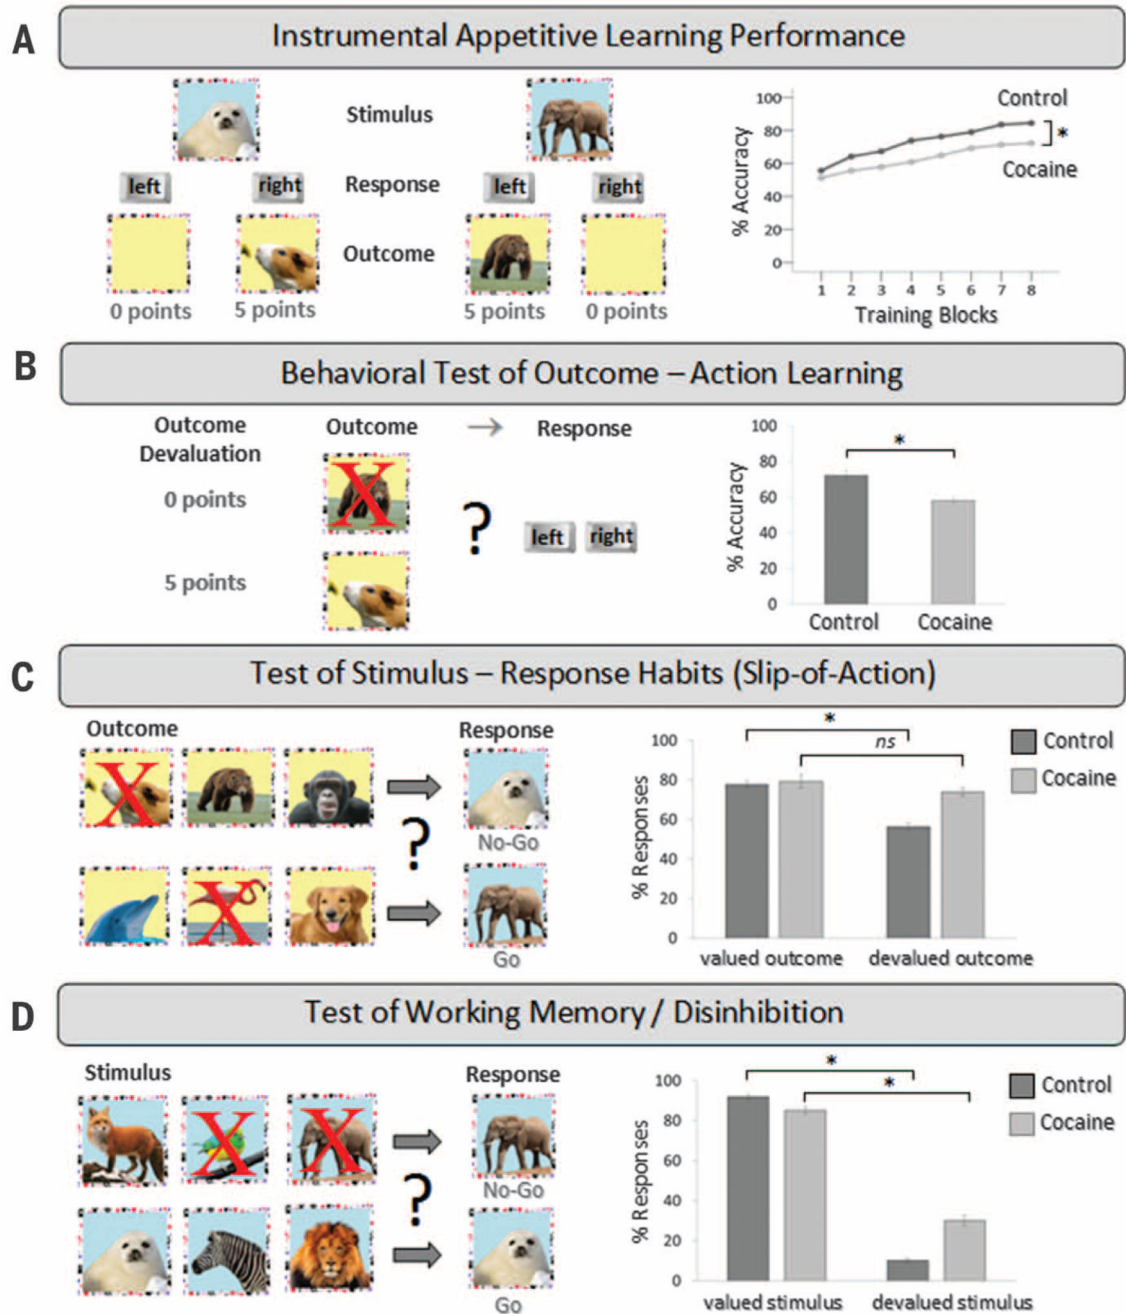 A
Instrumental Appetitive Learning Performance
Stimulus
left
right
Response
left
right
Outcome
0 points
5 points
5 points
0 points
% Accuracy
100
80
60
40
20
0
Control
*
Cocaine
1 2 3 4 5 6 7 8
Training Blocks
B
Behavioral Test of Outcome – Action Learning
Outcome
Devaluation
Outcome → Response
0 points
X
?
left
right
5 points
% Accuracy
100
80
60
40
20
0
*
Control
Cocaine
C
Test of Stimulus – Response Habits (Slip-of-Action)
Outcome
Response
X
No-Go
?
X
Go
% Responses
100
80
60
40
20
0
*
ns
Control
Cocaine
valued outcome
devalued outcome
D
Test of Working Memory / Disinhibition
Stimulus
Response
X
X
No-Go
?
Go
% Responses
100
80
60
40
20
0
*
*
Control
Cocaine
valued stimulus
devalued stimulus